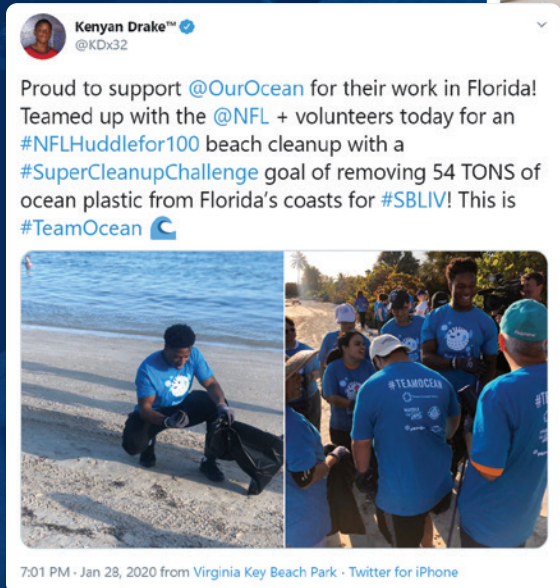 Kenyan Drake™
@KDx32
Proud to support @OurOcean for their work in Florida!
Teamed up with the @NFL + volunteers today for an
#NFLHuddlefor100 beach cleanup with a
#SuperCleanupChallenge goal of removing 54 TONS of
ocean plastic from Florida's coasts for #SBLIV! This is
#TeamOcean 🌊
#TEAMOCEAN
7:01 PM · Jan 28, 2020 from Virginia Key Beach Park · Twitter for iPhone